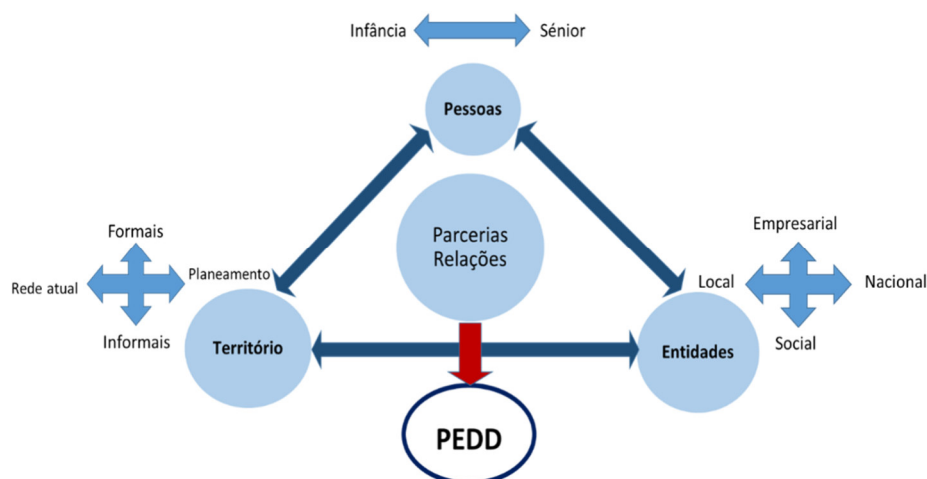 Infância
Sénior
Pessoas
Parcerias
Relações
Formais
Rede atual
Planeamento
Informais
Território
Empresarial
Local
Nacional
Social
Entidades
PEDD